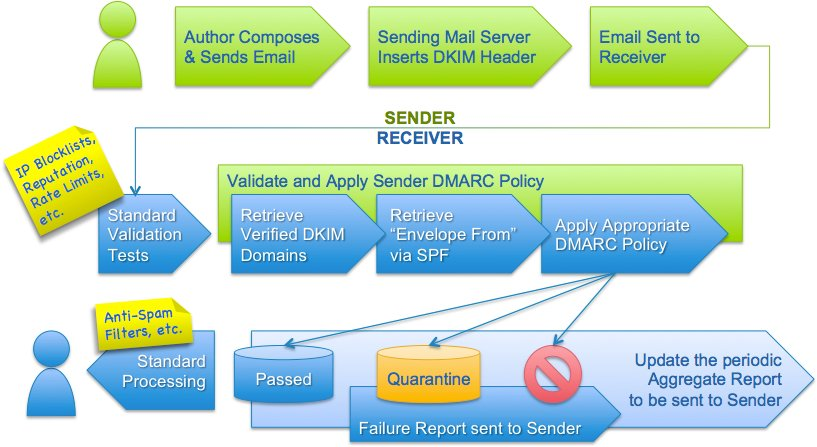 Author Composes
& Sends Email
Sending Mail Server
Inserts DKIM Header
Email Sent to
Receiver
SENDER
RECEIVER
IP Blocklists,
Reputation,
Rate Limits,
etc.
Validate and Apply Sender DMARC Policy
Standard
Validation
Tests
Retrieve
Verified DKIM
Domains
Retrieve
“Envelope From”
via SPF
Apply Appropriate
DMARC Policy
Anti-Spam
Filters, etc.
Standard
Processing
Passed
Quarantine
Update the periodic
Aggregate Report
to be sent to Sender
Failure Report sent to Sender